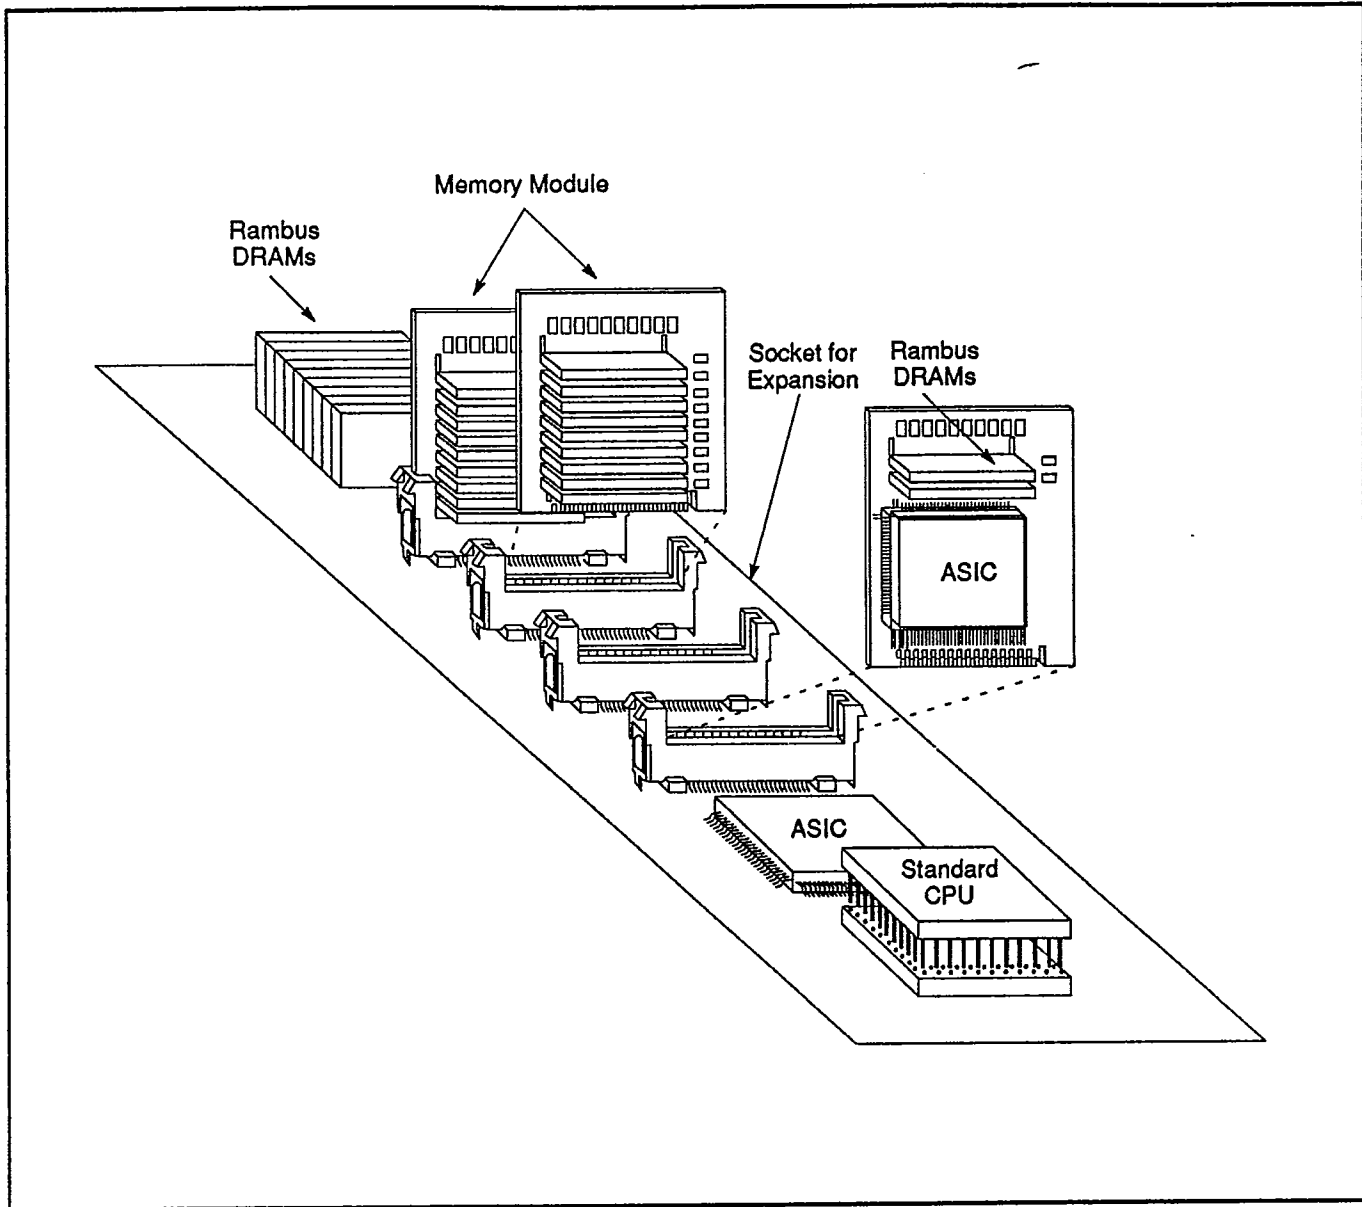 Memory Module
Rambus
DRAMs
Socket for
Expansion
Rambus
DRAMs
ASIC
ASIC
Standard
CPU